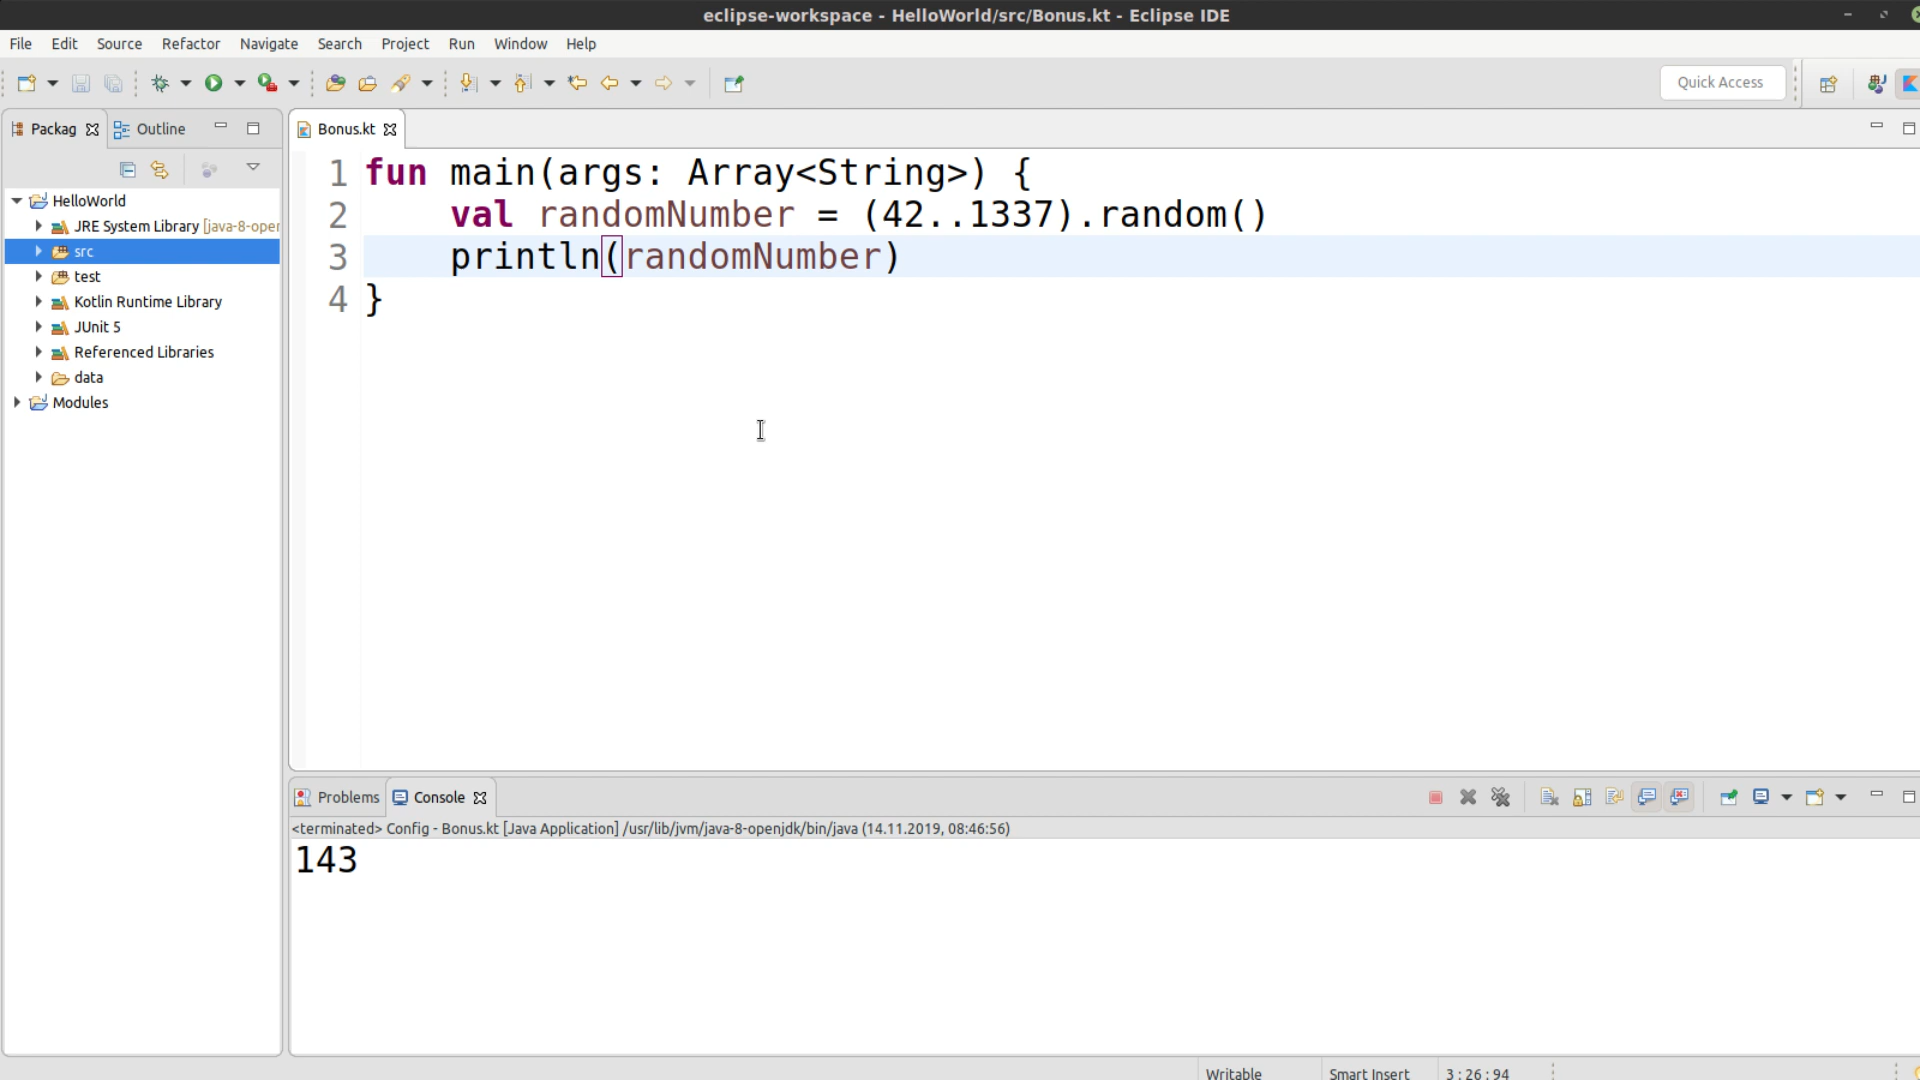 eclipse-workspace - HelloWorld/src/Bonus.kt - Eclipse IDE
File Edit Source Refactor Navigate Search Project Run Window Help
Quick Access
Packag Outline
Bonus.kt
HelloWorld
JRE System Library [java-8-oper
src
test
Kotlin Runtime Library
JUnit 5
Referenced Libraries
data
Modules
1 fun main(args: Array<String>) {
2 val randomNumber = (42..1337).random()
3 println(randomNumber)
4 }
Problems Console
<terminated> Config - Bonus.kt [Java Application] /usr/lib/jvm/java-8-openjdk/bin/java (14.11.2019, 08:46:56)
143
Writable Smart Insert 3 : 26 : 94